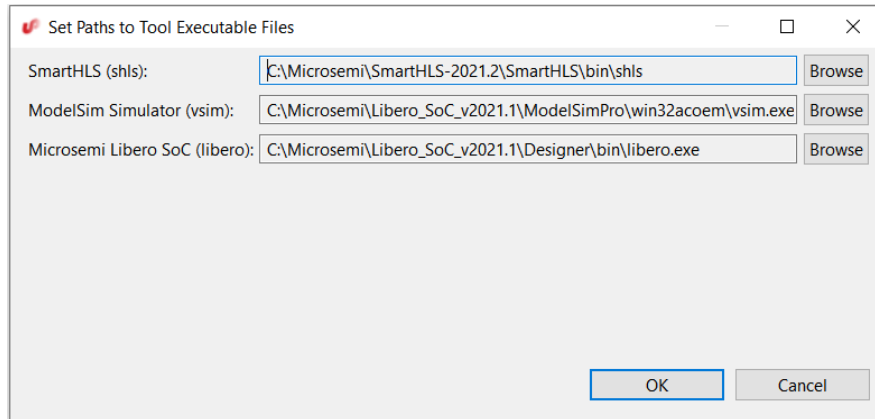 Set Paths to Tool Executable Files
SmartHLS (shls): C:\Microsemi\SmartHLS-2021.2\SmartHLS\bin\shls Browse
ModelSim Simulator (vsim): C:\Microsemi\Libero_SoC_v2021.1\ModelSimPro\win32acoem\vsim.exe Browse
Microsemi Libero SoC (libero): C:\Microsemi\Libero_SoC_v2021.1\Designer\bin\libero.exe Browse
OK Cancel